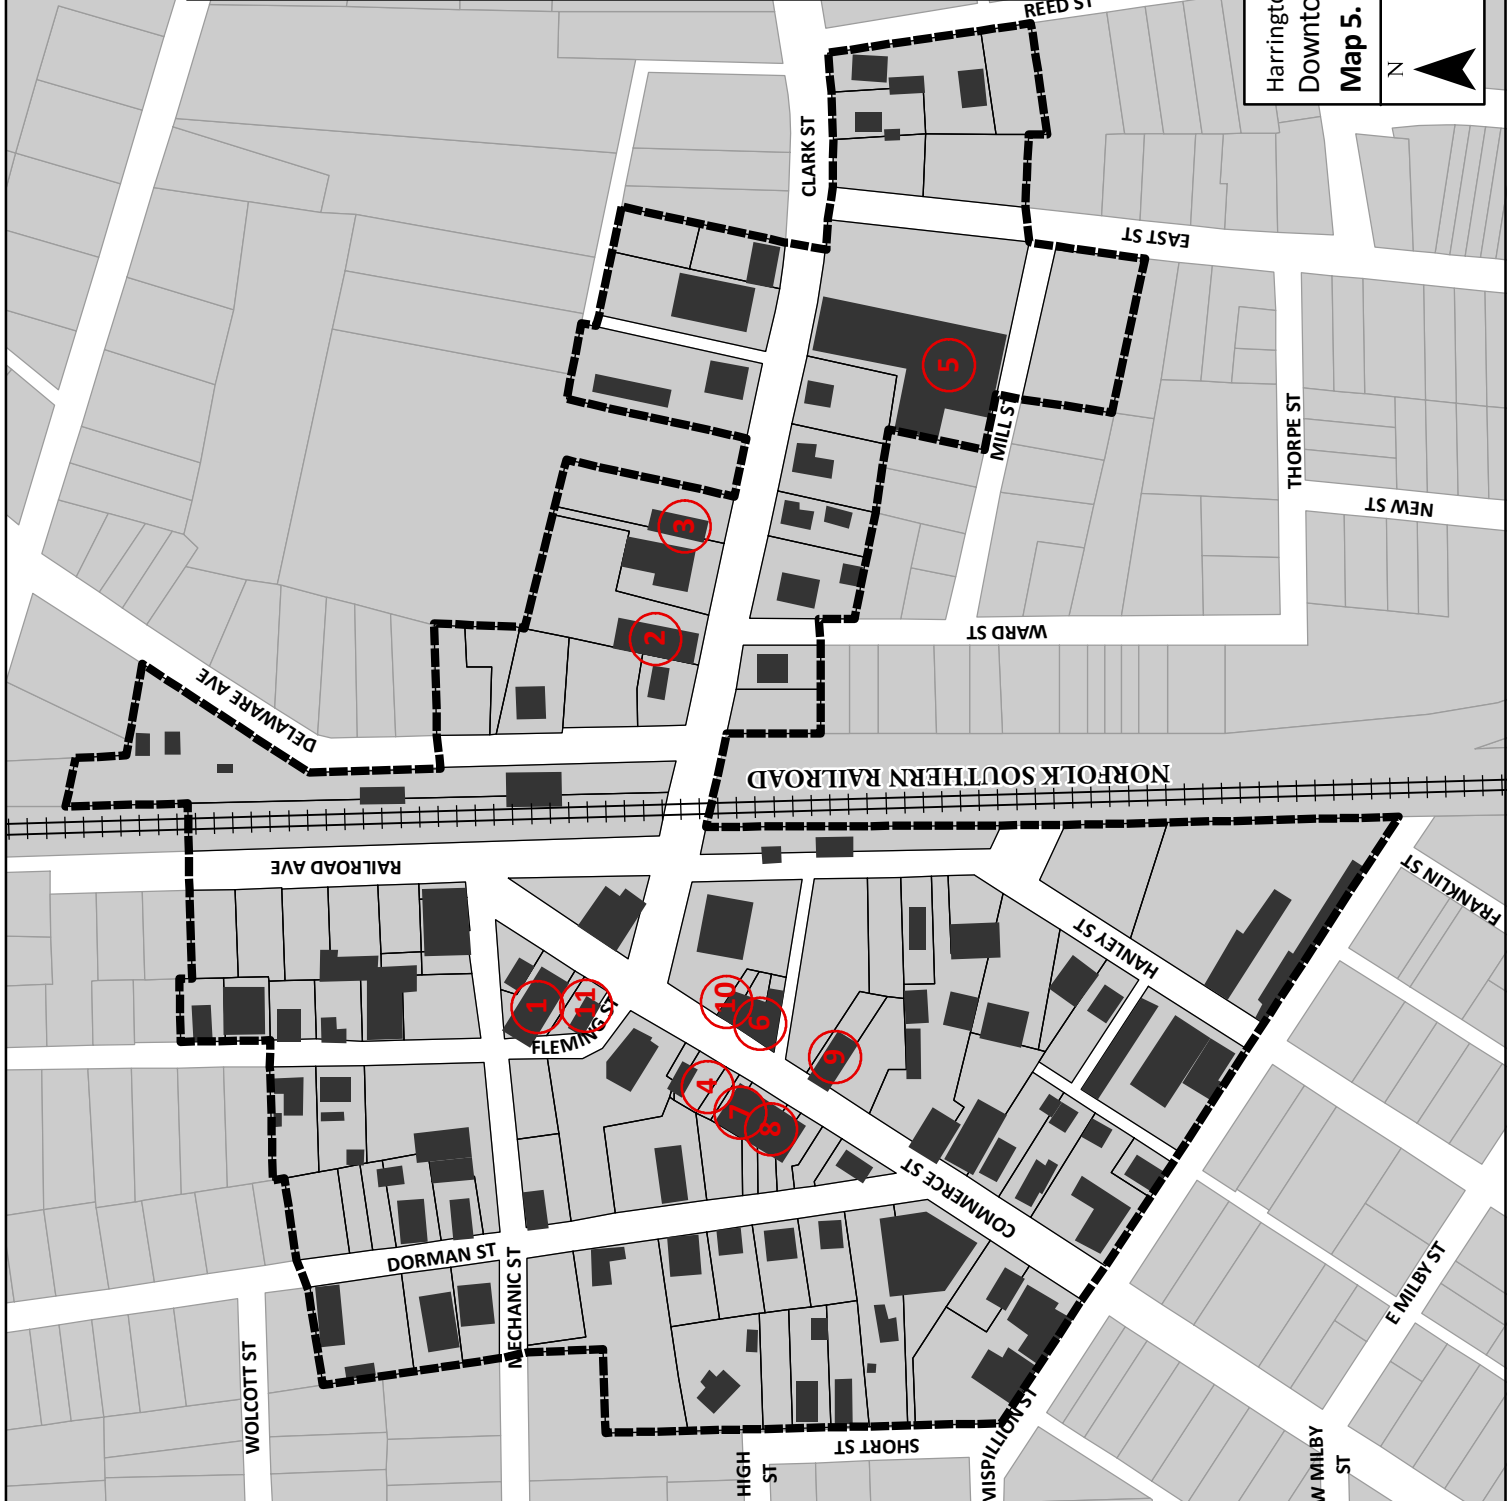 REED ST
Harringto
Downto
Map 5.
N
CLARK ST
EAST ST
DELAWARE AVE
MILL ST
THORPE ST
NEW ST
WARD ST
NORFOLK SOUTHERN RAILROAD
RAILROAD AVE
FRANKLIN ST
HANLEY ST
FLEMING ST
COMMERCE ST
DORMAN ST
MECHANIC ST
WOLCOTT ST
E MILBY ST
W MILBY
ST
MISPILLION ST
SHORT ST
HIGH
ST
1
2
3
4
5
6
7
8
9
10
11